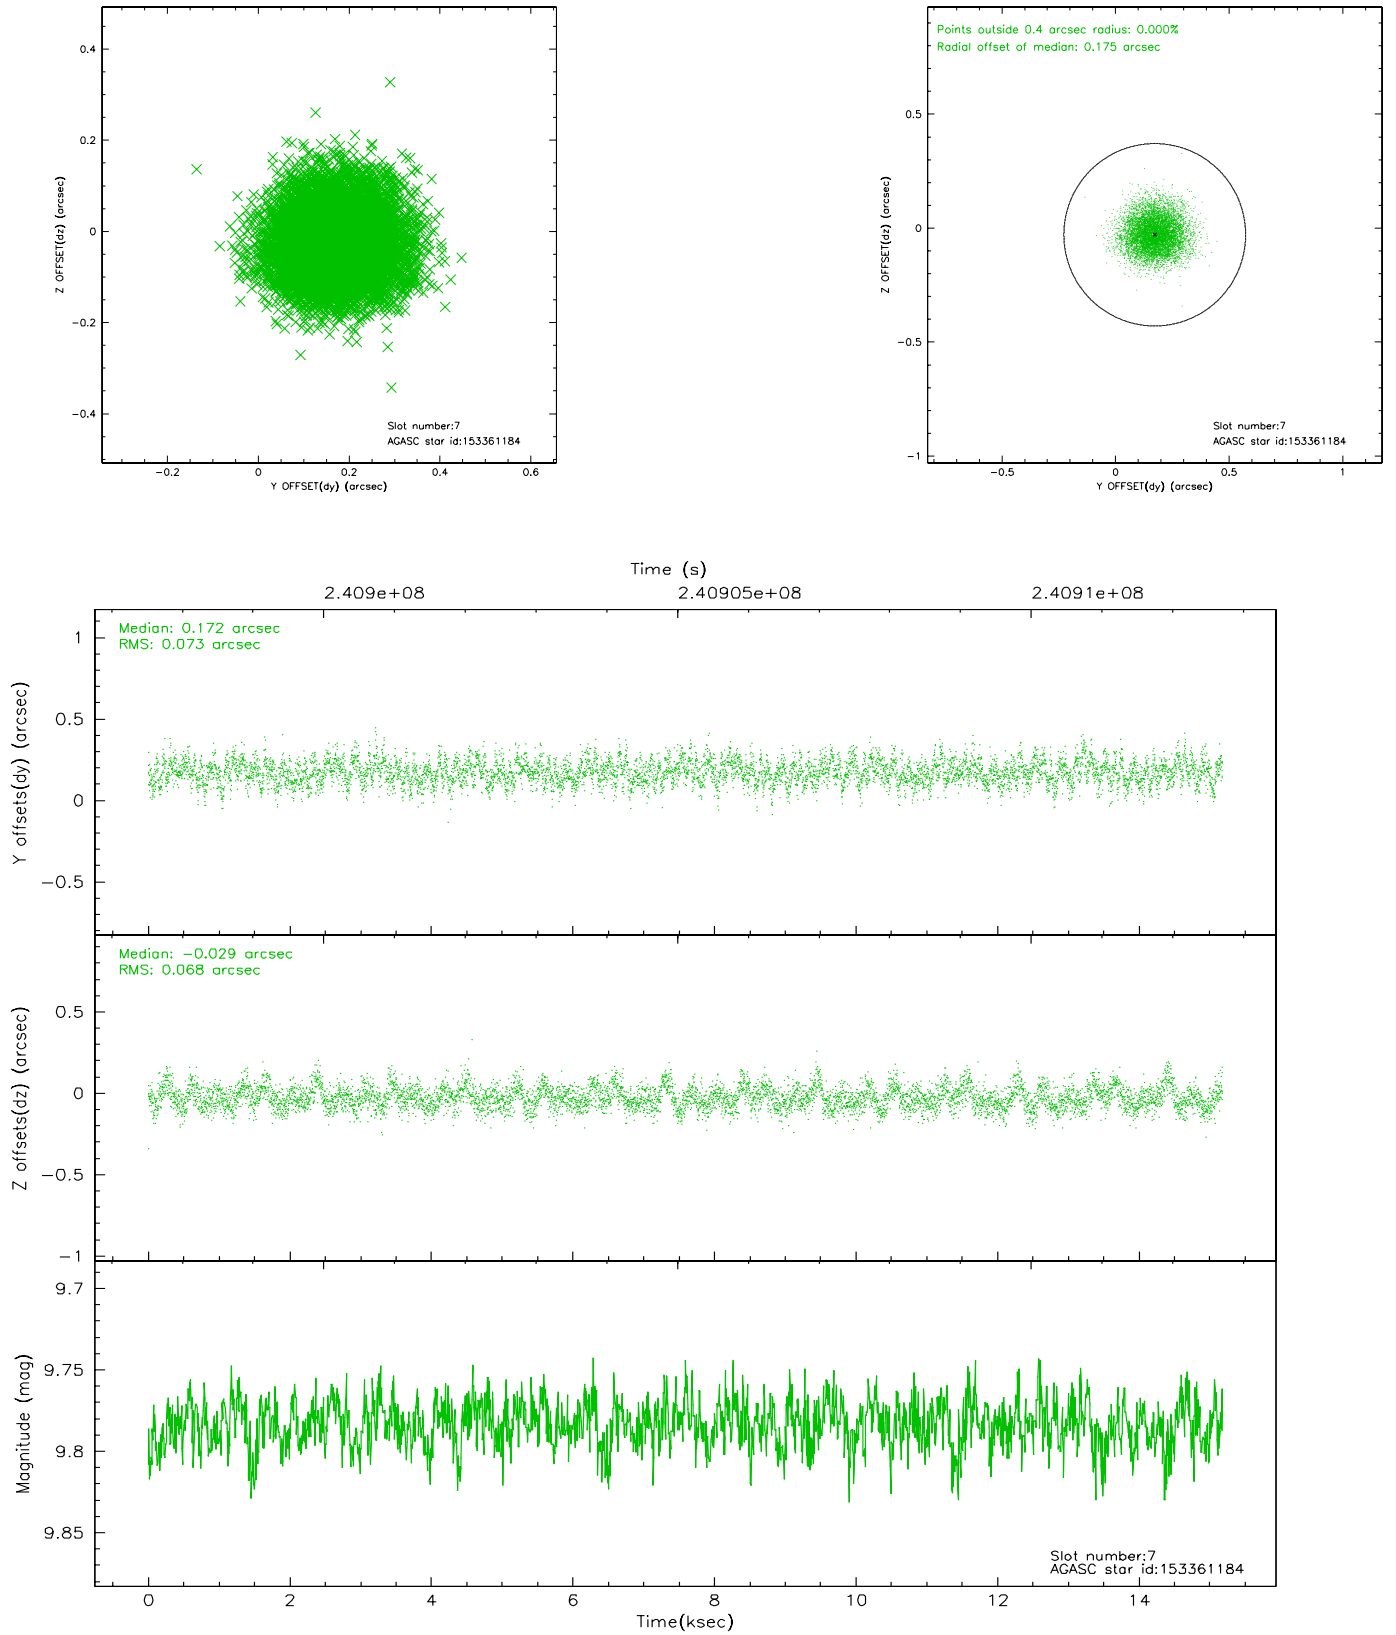 0.4
0.2
0
−0.2
−0.4
Z OFFSET(dz) (arcsec)
Slot number:7
AGASC star id:153361184
−0.2
0
0.2
0.4
0.6
Y OFFSET(dy) (arcsec)
Points outside 0.4 arcsec radius: 0.000%
Radial offset of median: 0.175 arcsec
0.5
0
−0.5
−1
Z OFFSET(dz) (arcsec)
Slot number:7
AGASC star id:153361184
−0.5
0
0.5
1
Y OFFSET(dy) (arcsec)
Time (s)
2.409e+08
2.40905e+08
2.4091e+08
Median: 0.172 arcsec
RMS: 0.073 arcsec
1
0.5
0
−0.5
Y offsets(dy) (arcsec)
Median: −0.029 arcsec
RMS: 0.068 arcsec
0.5
0
−0.5
−1
Z offsets(dz) (arcsec)
9.7
9.75
9.8
9.85
Magnitude (mag)
Slot number:7
AGASC star id:153361184
0
2
4
6
8
10
12
14
Time(ksec)